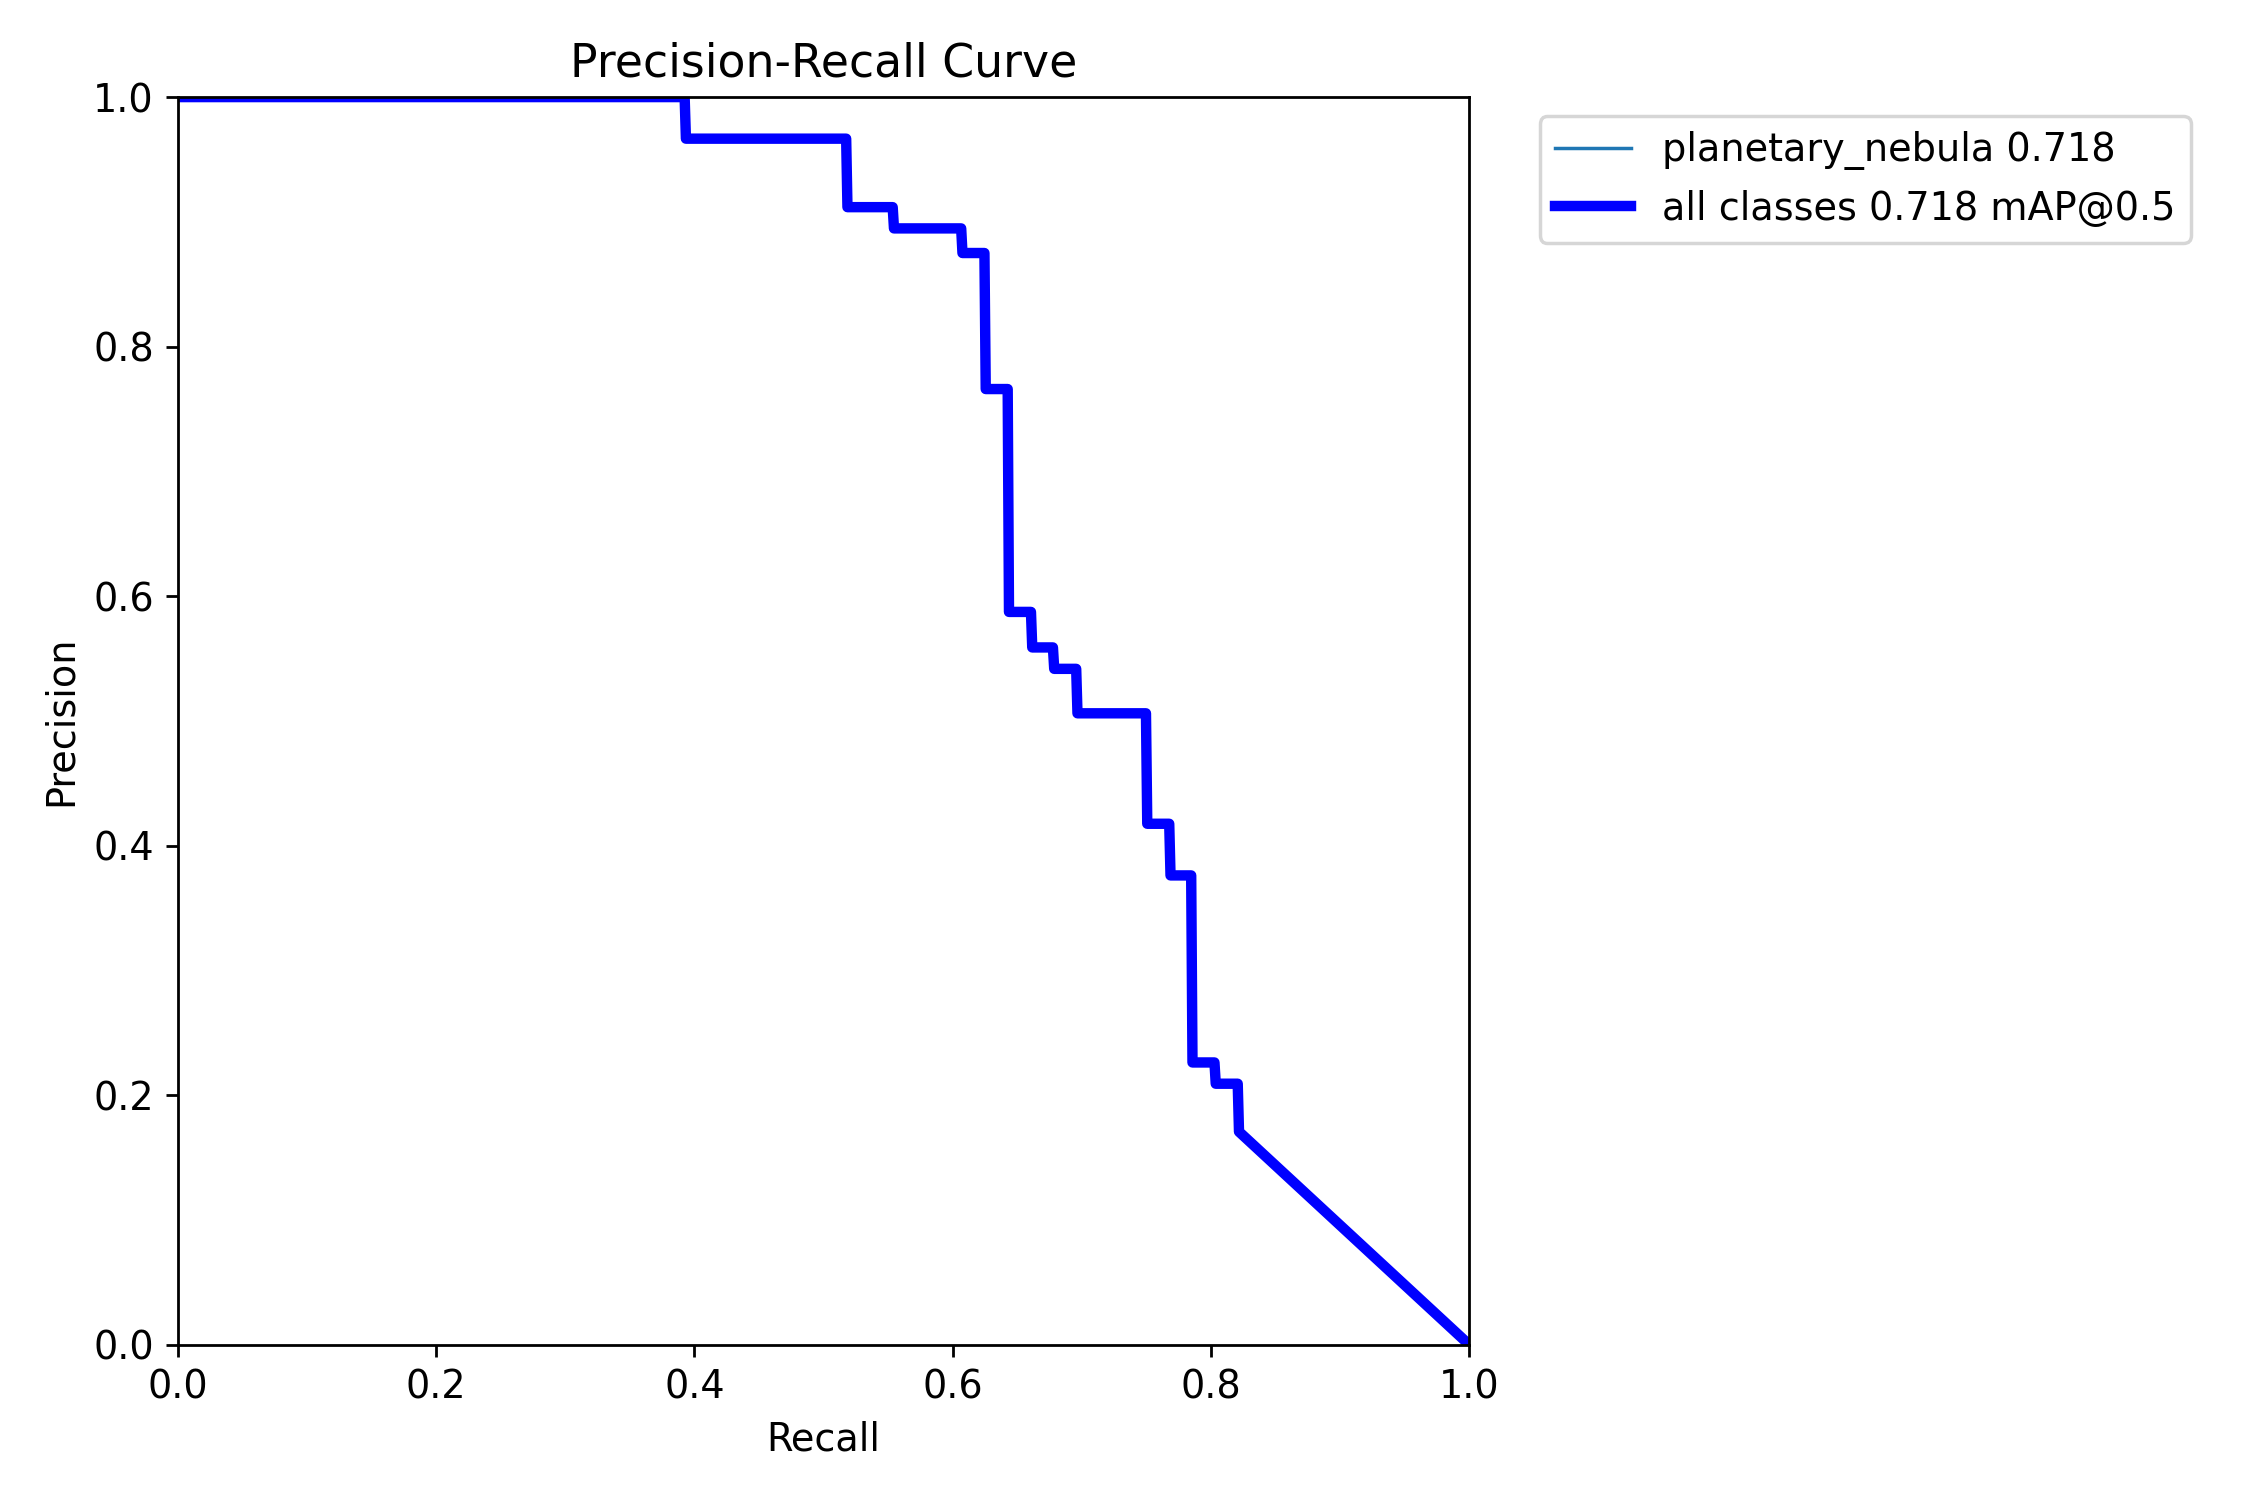 Precision-Recall Curve
1.0
0.8
0.6
0.4
0.2
0.0
Precision
0.0 0.2 0.4 0.6 0.8 1.0
Recall
planetary_nebula 0.718
all classes 0.718 mAP@0.5